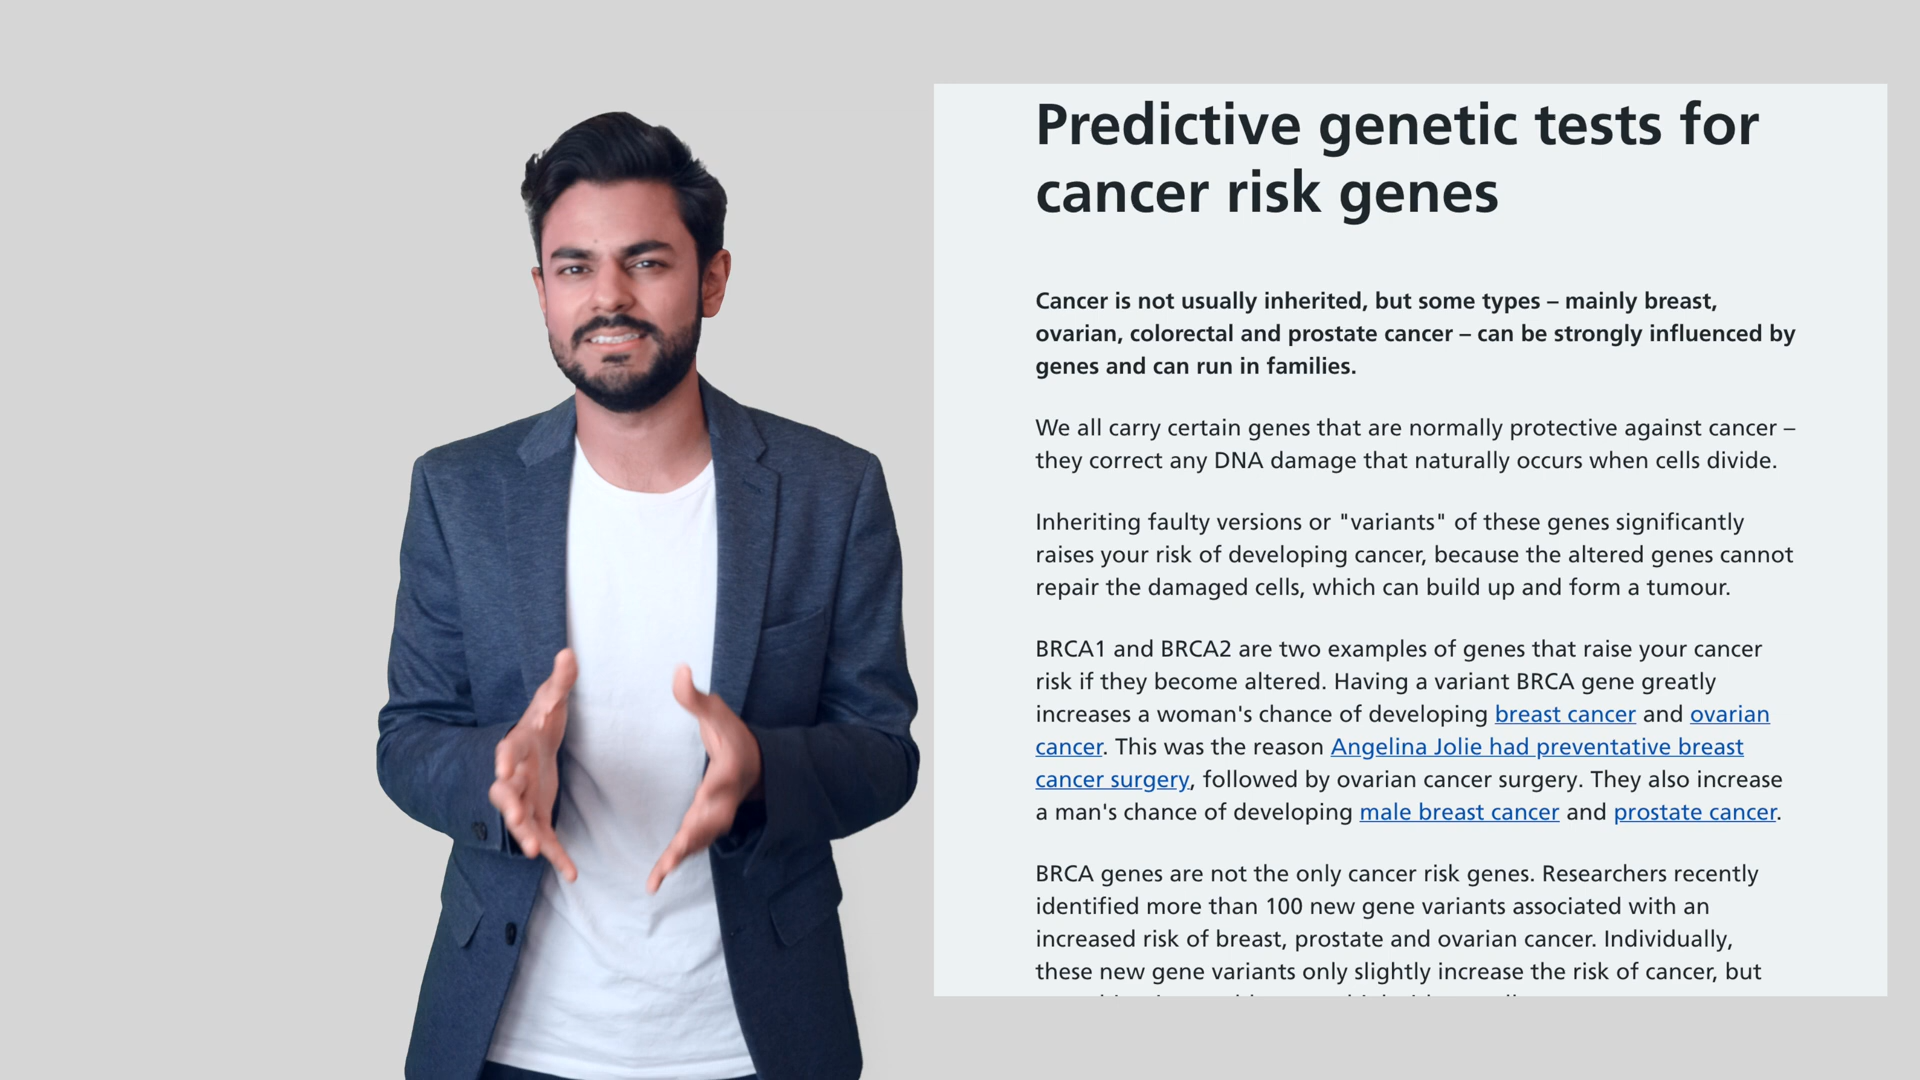 Predictive genetic tests for
cancer risk genes
Cancer is not usually inherited, but some types – mainly breast,
ovarian, colorectal and prostate cancer – can be strongly influenced by
genes and can run in families.
We all carry certain genes that are normally protective against cancer –
they correct any DNA damage that naturally occurs when cells divide.
Inheriting faulty versions or "variants" of these genes significantly
raises your risk of developing cancer, because the altered genes cannot
repair the damaged cells, which can build up and form a tumour.
BRCA1 and BRCA2 are two examples of genes that raise your cancer
risk if they become altered. Having a variant BRCA gene greatly
increases a woman's chance of developing breast cancer and ovarian
cancer. This was the reason Angelina Jolie had preventative breast
cancer surgery, followed by ovarian cancer surgery. They also increase
a man's chance of developing male breast cancer and prostate cancer.
BRCA genes are not the only cancer risk genes. Researchers recently
identified more than 100 new gene variants associated with an
increased risk of breast, prostate and ovarian cancer. Individually,
these new gene variants only slightly increase the risk of cancer, but